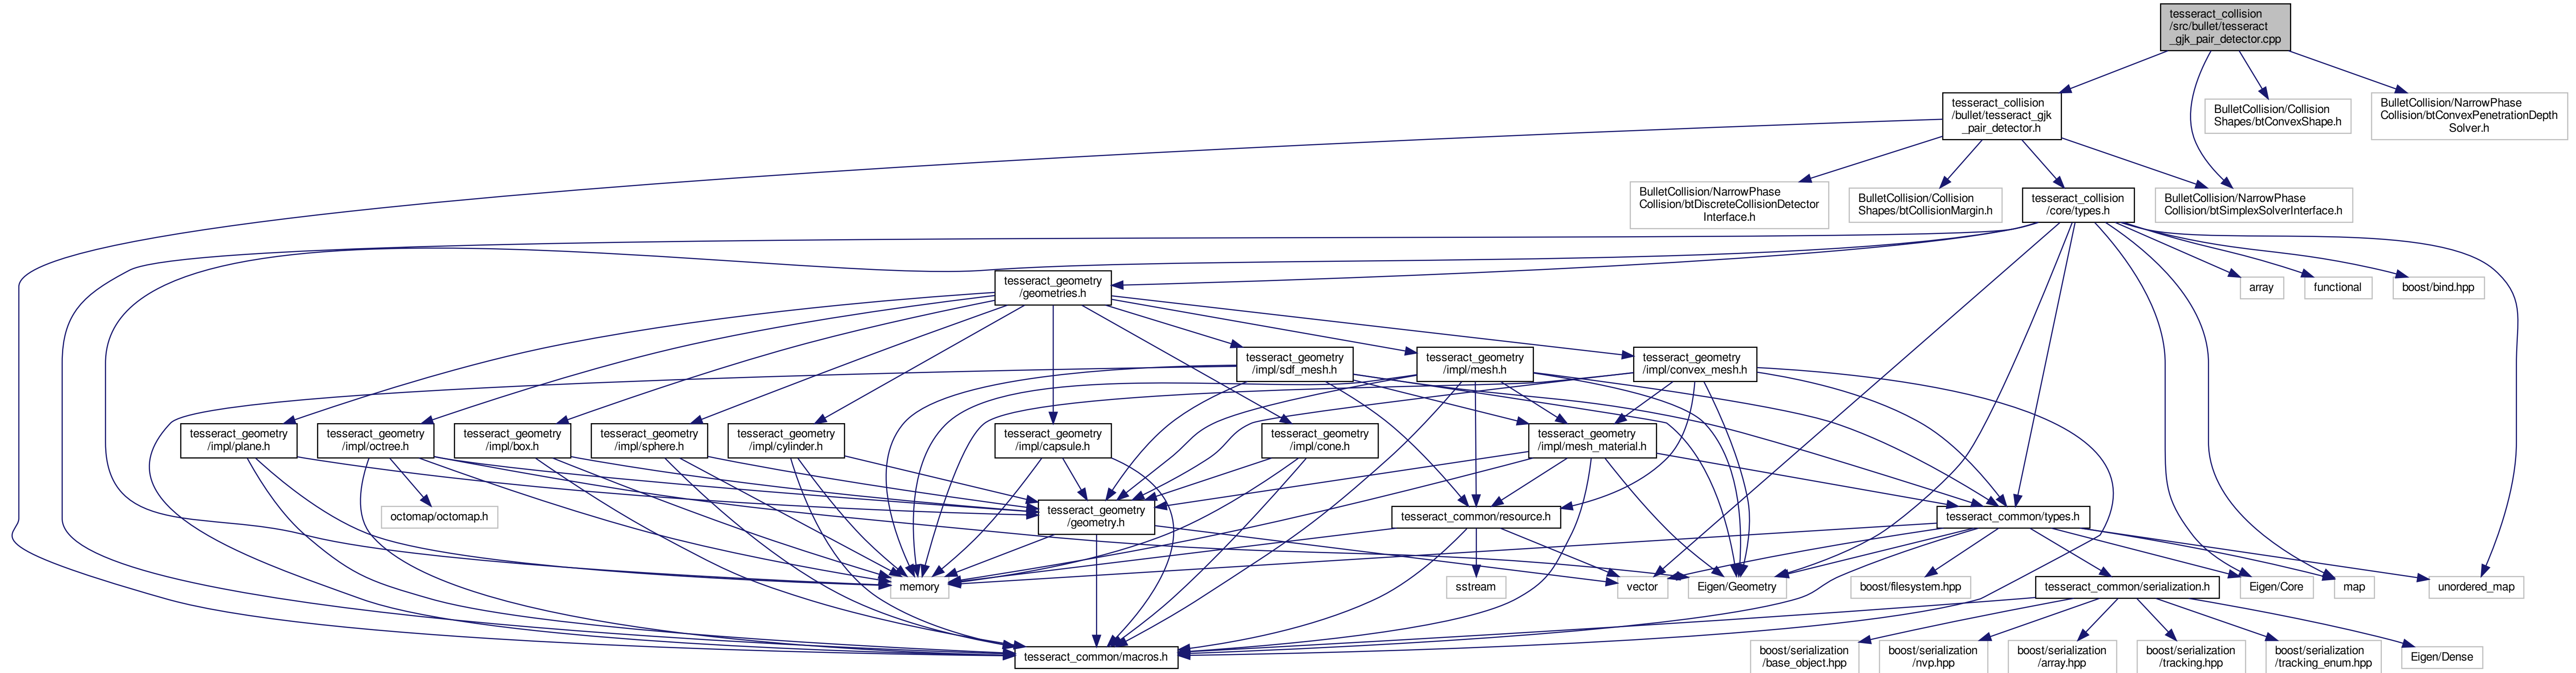 tesseract_collision
/src/bullet/tesseract
_gjk_pair_detector.cpp
tesseract_collision
/bullet/tesseract_gjk
_pair_detector.h
BulletCollision/Collision
Shapes/btConvexShape.h
BulletCollision/NarrowPhase
Collision/btConvexPenetrationDepth
Solver.h
BulletCollision/NarrowPhase
Collision/btDiscreteCollisionDetector
Interface.h
BulletCollision/Collision
Shapes/btCollisionMargin.h
tesseract_collision
/core/types.h
BulletCollision/NarrowPhase
Collision/btSimplexSolverInterface.h
tesseract_geometry
/geometries.h
array
functional
boost/bind.hpp
tesseract_geometry
/impl/sdf_mesh.h
tesseract_geometry
/impl/mesh.h
tesseract_geometry
/impl/convex_mesh.h
tesseract_geometry
/impl/plane.h
tesseract_geometry
/impl/octree.h
tesseract_geometry
/impl/box.h
tesseract_geometry
/impl/sphere.h
tesseract_geometry
/impl/cylinder.h
tesseract_geometry
/impl/capsule.h
tesseract_geometry
/impl/cone.h
tesseract_geometry
/impl/mesh_material.h
octomap/octomap.h
tesseract_geometry
/geometry.h
tesseract_common/resource.h
tesseract_common/types.h
memory
sstream
vector
Eigen/Geometry
boost/filesystem.hpp
tesseract_common/serialization.h
Eigen/Core
map
unordered_map
tesseract_common/macros.h
boost/serialization
/base_object.hpp
boost/serialization
/nvp.hpp
boost/serialization
/array.hpp
boost/serialization
/tracking.hpp
boost/serialization
/tracking_enum.hpp
Eigen/Dense